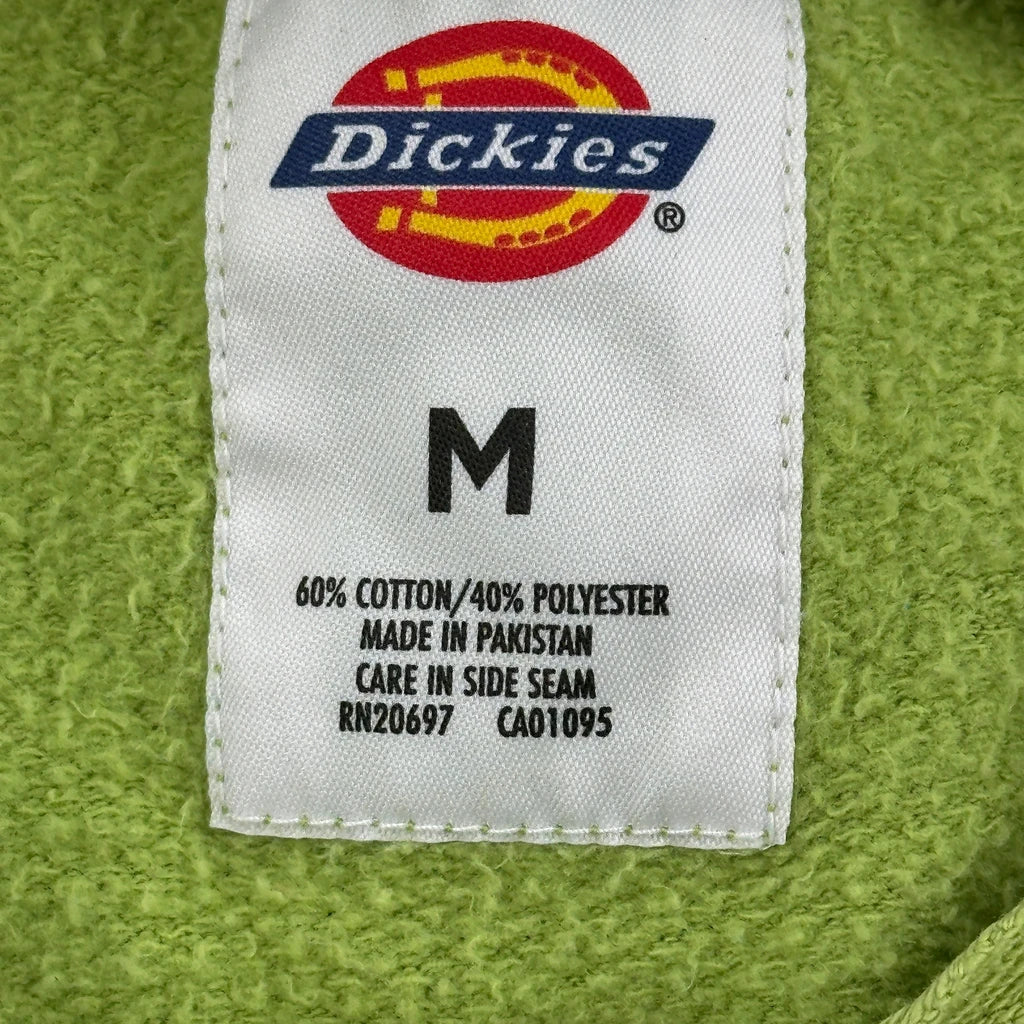 Dickies
®
M
60% COTTON/40% POLYESTER
MADE IN PAKISTAN
CARE IN SIDE SEAM
RN20697 CA01095